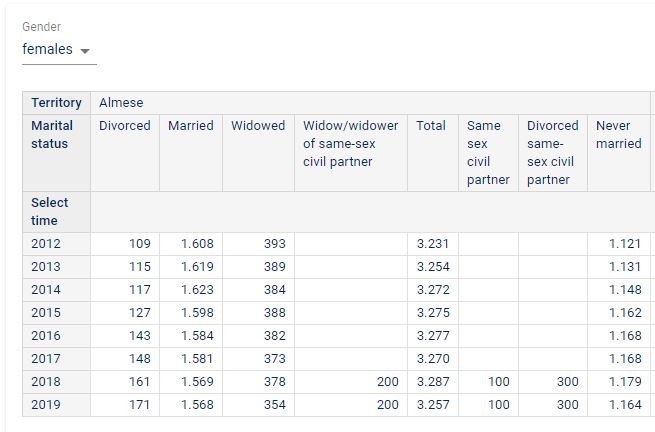 Gender
females
Territory Almese
Marital status Divorced Married Widowed Widow/widower of same-sex civil partner Total Same sex civil partner Divorced same-sex civil partner Never married
Select time
2012 109 1.608 393 3.231 1.121
2013 115 1.619 389 3.254 1.131
2014 117 1.623 384 3.272 1.148
2015 127 1.598 388 3.275 1.162
2016 143 1.584 382 3.277 1.168
2017 148 1.581 373 3.270 1.168
2018 161 1.569 378 200 3.287 100 300 1.179
2019 171 1.568 354 200 3.257 100 300 1.164